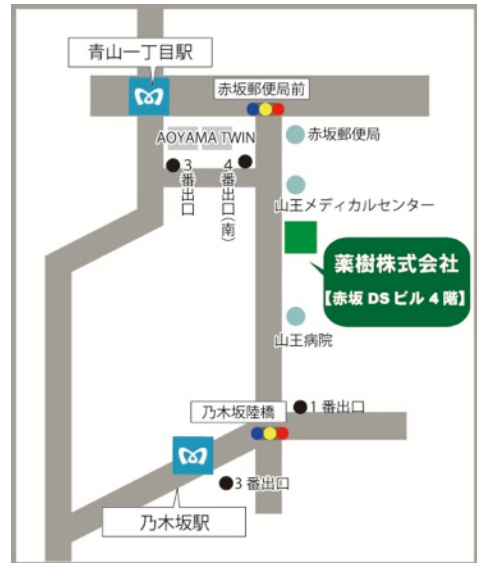 青山一丁目駅
赤坂郵便局前
AOYAMA TWIN
赤坂郵便局
3番出口
4番出口(南)
山王メディカルセンター
薬樹株式会社
【赤坂 DS ビル 4 階】
山王病院
1 番出口
乃木坂陸橋
3 番出口
乃木坂駅